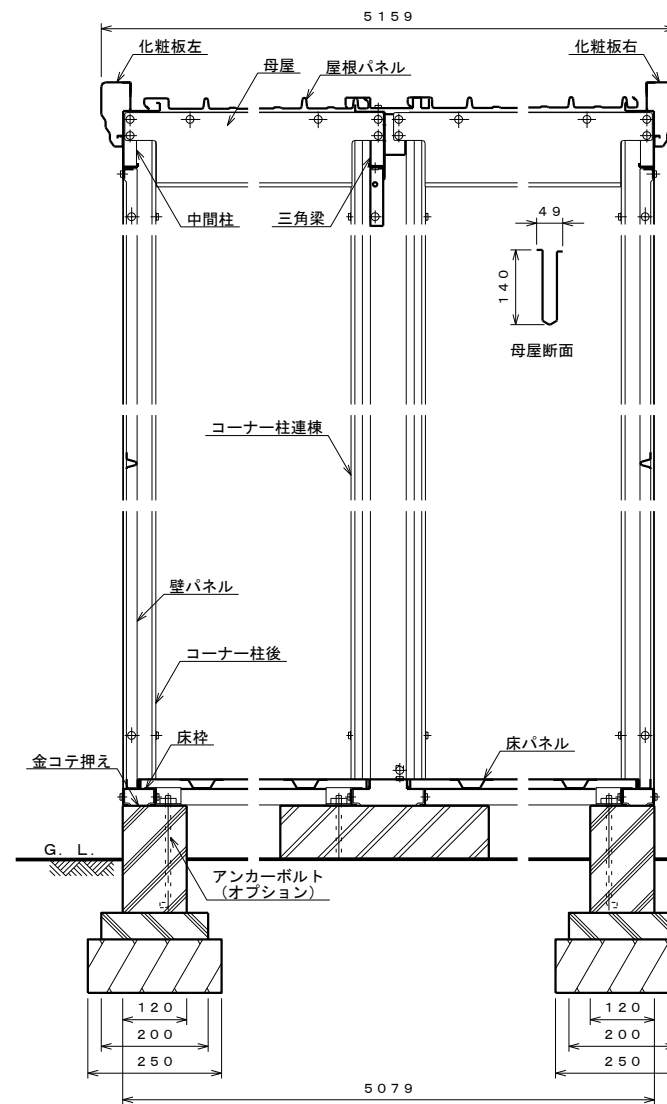 ５１５９
化粧板左
化粧板右
母屋
屋根パネル
中間柱
三角梁
４９
１４０
母屋断面
コーナー柱連棟
壁パネル
コーナー柱後
床枠
床パネル
金コテ押え
Ｇ．Ｌ．
アンカーボルト
（オプション）
１２０
１２０
２００
２００
２５０
２５０
５０７９